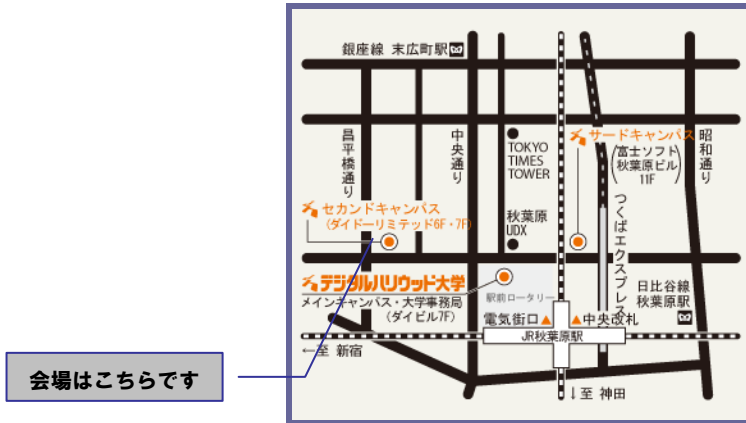 銀座線 末広町駅
昌平橋通り
中央通り
TOKYO
TIMES
TOWER
サードキャンパス
(富士ソフト
秋葉原ビル
11F)
昭和通り
セカンドキャンパス
(ダイドーリミテッド6F・7F)
秋葉原
UDX
つくばエクスプレス
デジタルハリウッド大学
メインキャンパス・大学事務局
(ダイビル7F)
駅前ロータリー
日比谷線
秋葉原駅
電気街口▲
▲中央改札
JR秋葉原駅
←至 新宿
会場はこちらです
↓至 神田